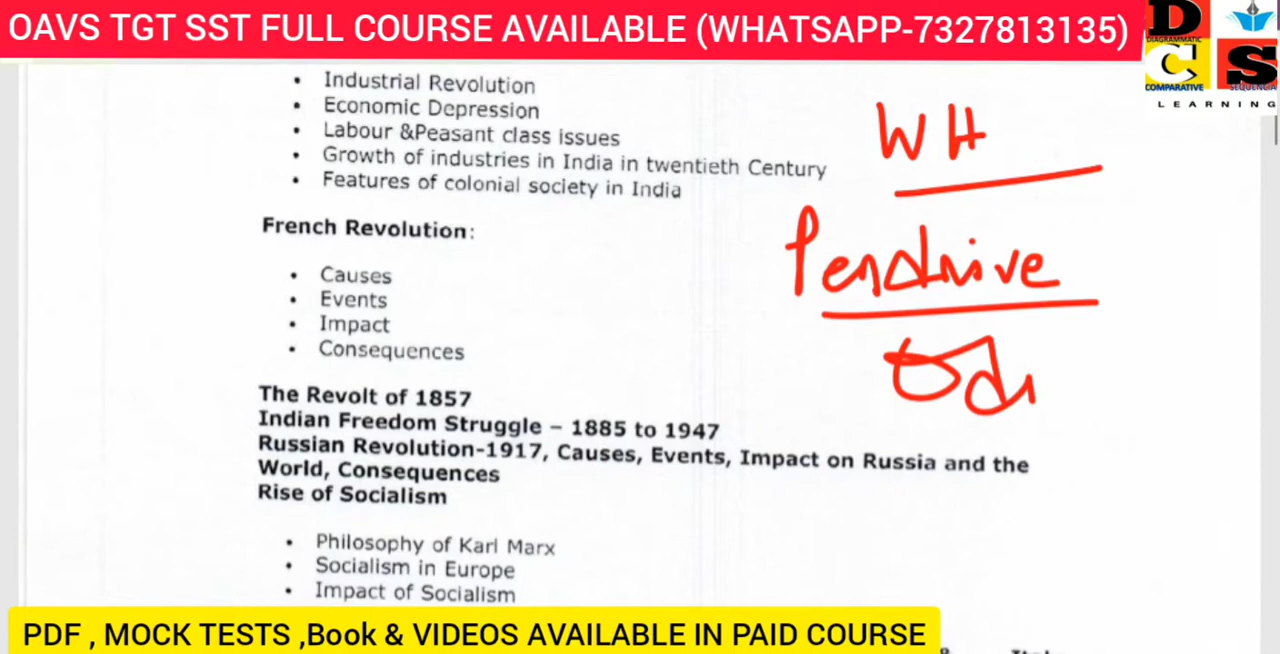 OAVS TGT SST FULL COURSE AVAILABLE (WHATSAPP-7327813135)
D
DIAGRAMMATIC
C S
COMPARATIVE SEQUENCIA
LEARNING
• Industrial Revolution
• Economic Depression
• Labour &Peasant class issues
• Growth of industries in India in twentieth Century
• Features of colonial society in India
WH
Pendrive
French Revolution:
• Causes
• Events
• Impact
• Consequences
The Revolt of 1857
Indian Freedom Struggle – 1885 to 1947
Russian Revolution-1917, Causes, Events, Impact on Russia and the
World, Consequences
Rise of Socialism
• Philosophy of Karl Marx
• Socialism in Europe
• Impact of Socialism
PDF , MOCK TESTS ,Book & VIDEOS AVAILABLE IN PAID COURSE